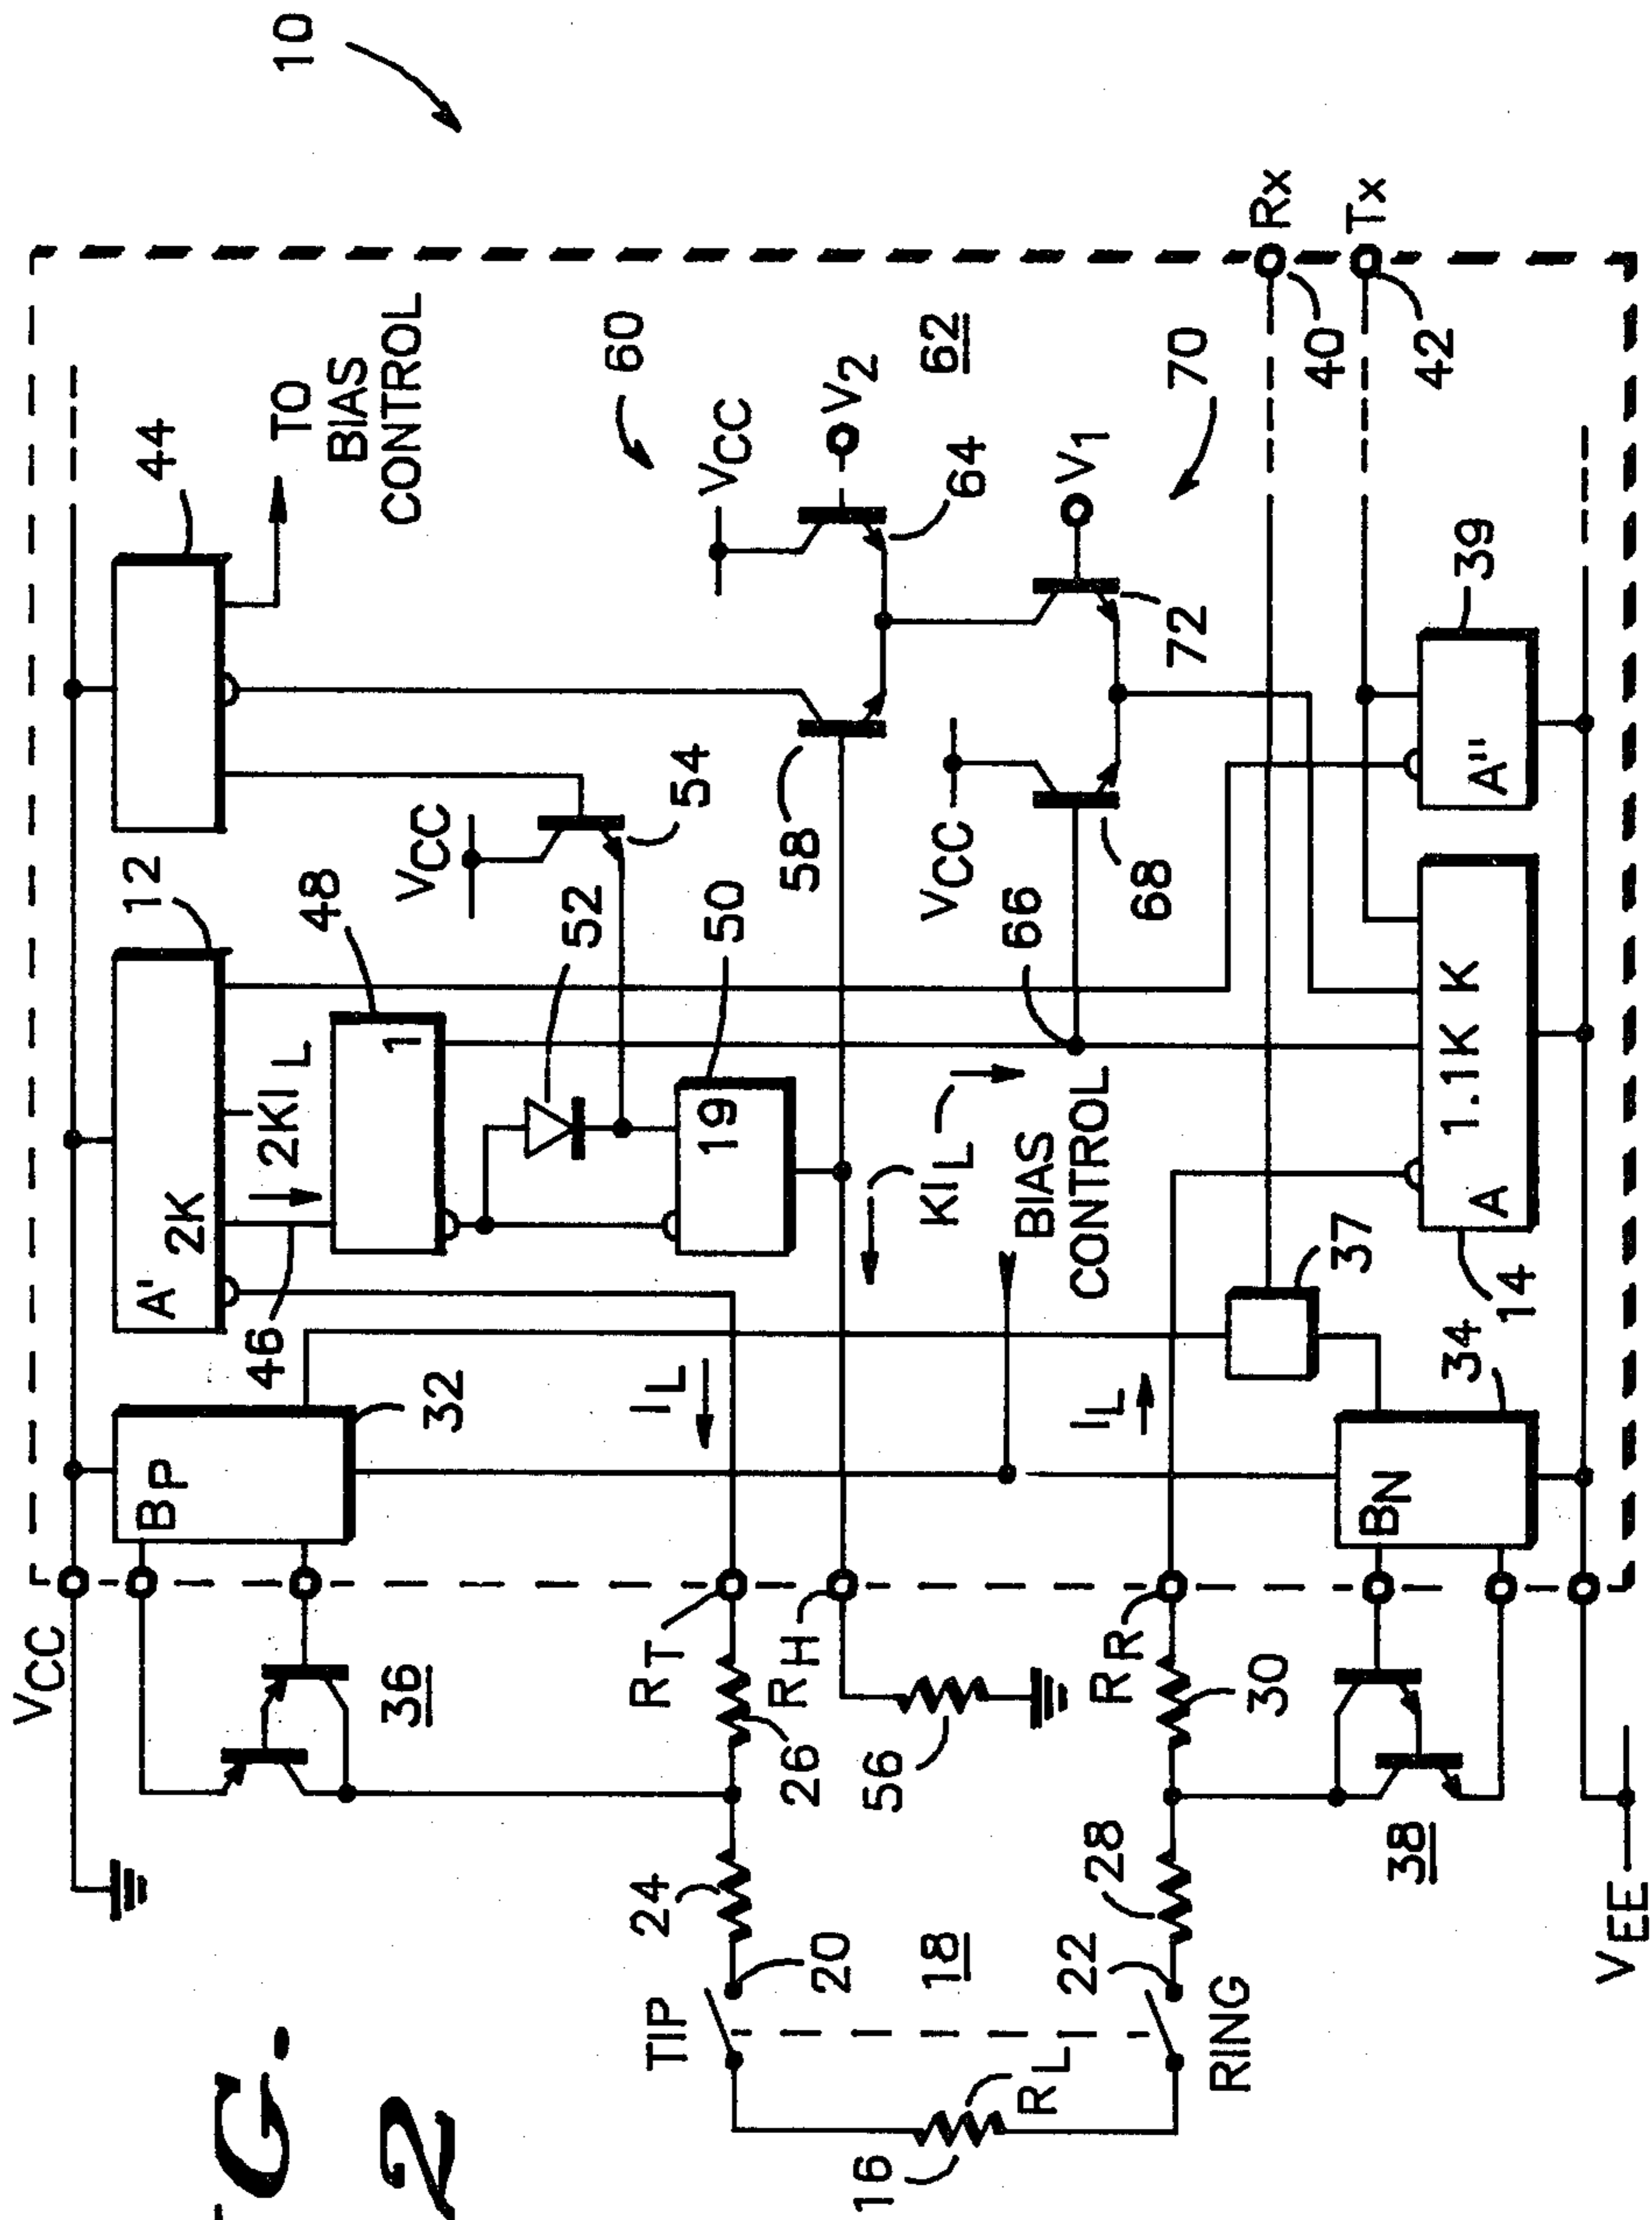 10
VCC
BP
32
A'
2K
12
44
TO
BIAS
CONTROL
46
2KIL
48
1
VCC
54
52
19
50
60
VCC
V2
62
64
58
36
IL
RT
26
RH
56
KIL
BIAS
CONTROL
66
VCC
68
V1
70
72
TIP
20
24
18
16
RL
RING
22
28
RR
30
IL
37
Rx
40
Tx
42
38
BN
34
A
1.1K
K
14
A"
39
VEE
G.
2